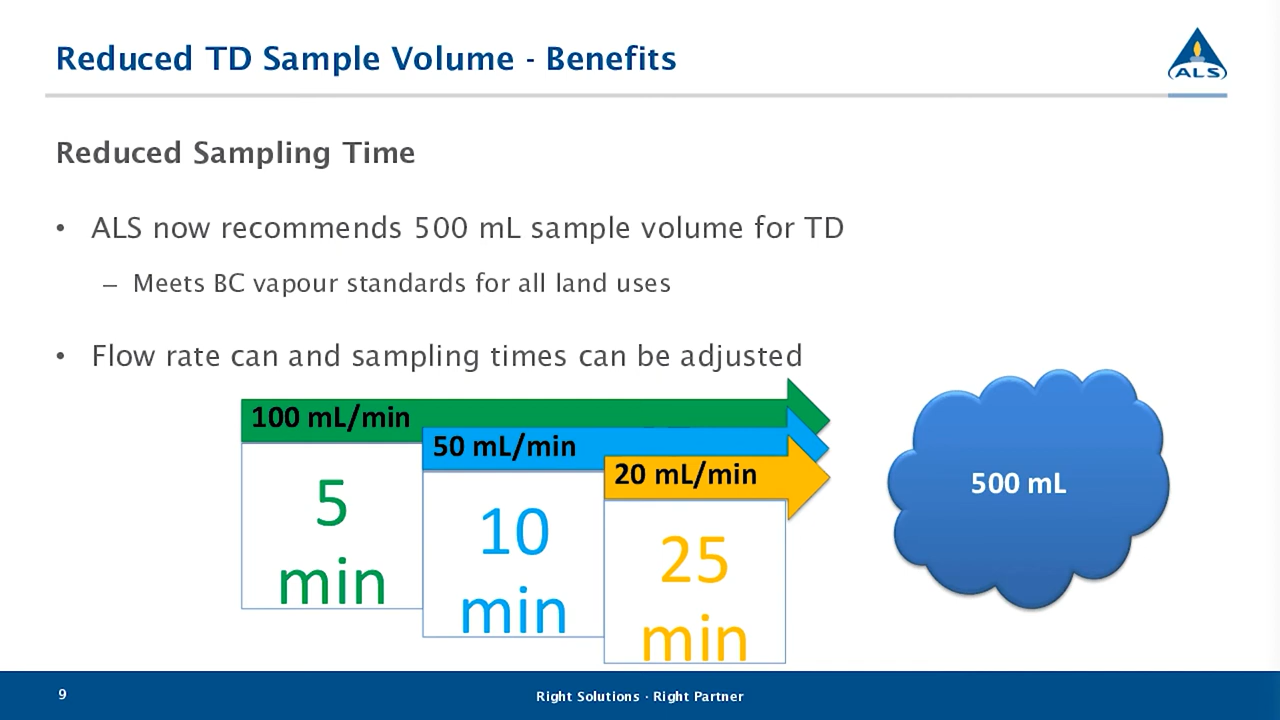 Reduced TD Sample Volume - Benefits
ALS
Reduced Sampling Time
• ALS now recommends 500 mL sample volume for TD
– Meets BC vapour standards for all land uses
• Flow rate can and sampling times can be adjusted
100 mL/min
5
min
50 mL/min
10
min
20 mL/min
25
min
500 mL
9
Right Solutions · Right Partner